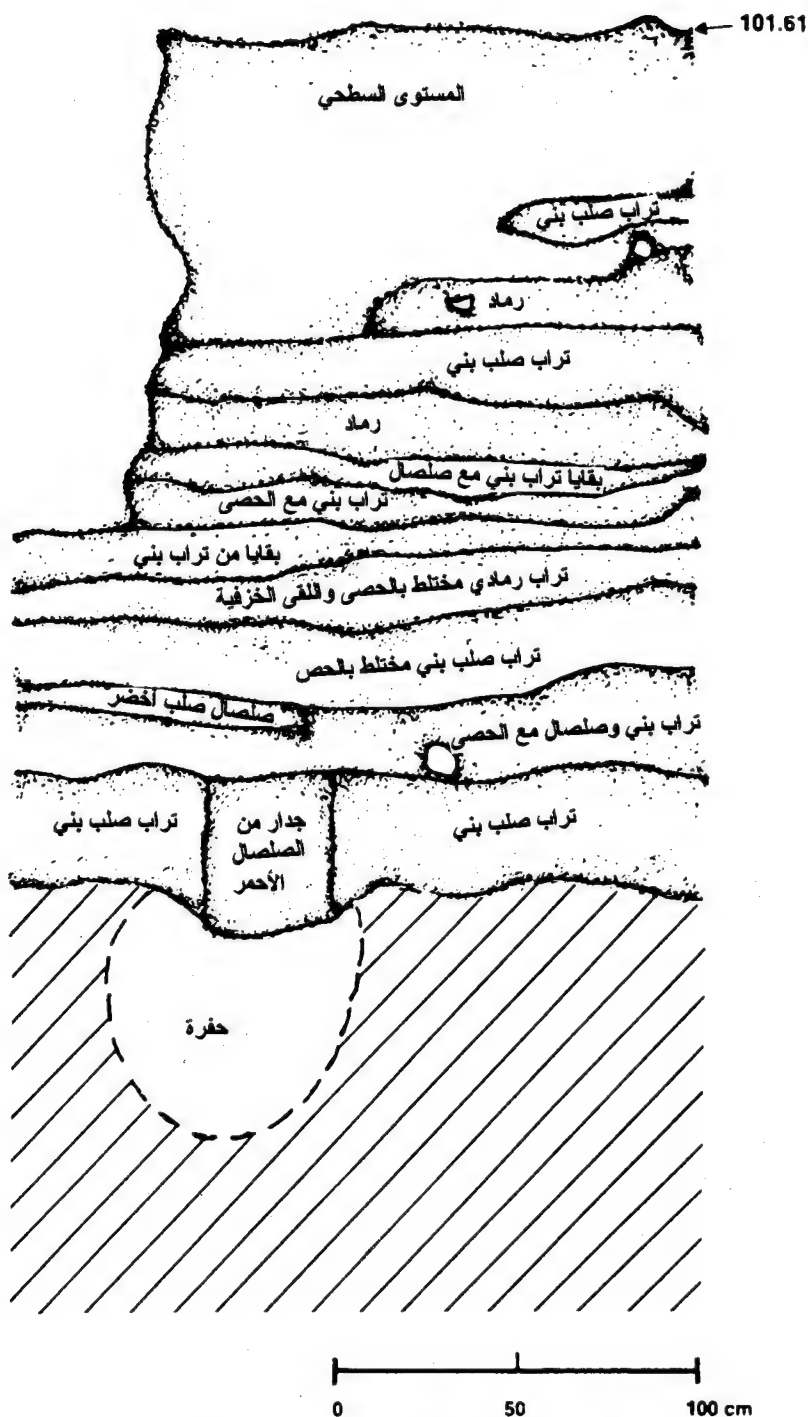 101.61
المستوى السطحي
تراب صلب بني
رماد
تراب صلب بني
رماد
بقايا تراب بني مع صلصال
تراب بني مع الحصى
بقايا من تراب بني
تراب رمادي مختلط بالحصى واللقى الخزفية
تراب صلب بني مختلط بالحص
صلصال صلب أخضر
تراب بني وصلصال مع الحصى
تراب صلب بني
جدار من
الصلصال
الأحمر
تراب صلب بني
حفرة
0 50 100 cm